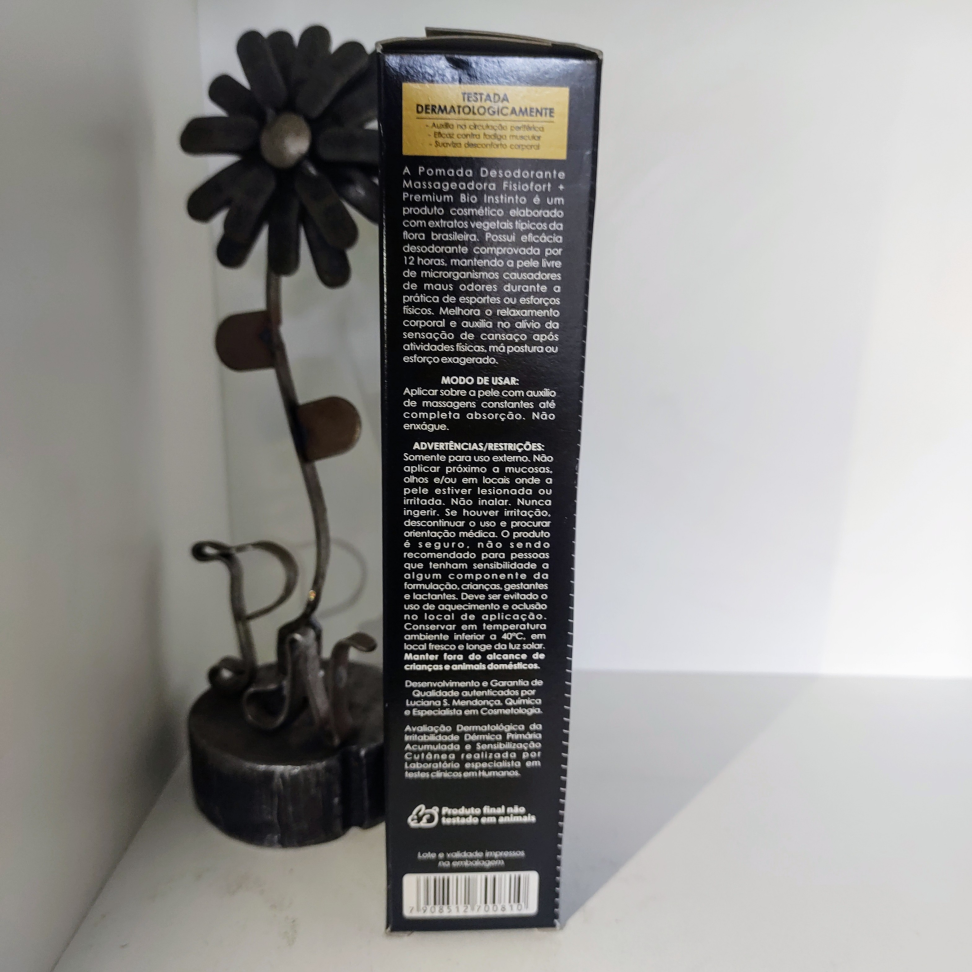 TESTADA
DERMATOLOGICAMENTE
- Auxilia na circulação periférica
- Eficaz contra fadiga muscular
- Suaviza desconforto corporal
A Pomada Desodorante
Massageadora Fisiofort +
Premium Bio Instinto é um
produto cosmético elaborado
com extratos vegetais típicos da
flora brasileira. Possui eficácia
desodorante comprovada por
12 horas, mantendo a pele livre
de microrganismos causadores
de maus odores durante a
prática de esportes ou esforços
físicos. Melhora o relaxamento
corporal e auxilia no alívio da
sensação de cansaço após
atividades físicas, má postura ou
esforço exagerado.
MODO DE USAR:
Aplicar sobre a pele com auxílio
de massagens constantes até
completa absorção. Não
enxágue.
ADVERTÊNCIAS/RESTRIÇÕES:
Somente para uso externo. Não
aplicar próximo a mucosas,
olhos e/ou em locais onde a
pele estiver lesionada ou
irritada. Não inalar. Nunca
ingerir. Se houver irritação,
descontinuar o uso e procurar
orientação médica. O produto
é seguro, não sendo
recomendado para pessoas
que tenham sensibilidade a
algum componente da
formulação, crianças, gestantes
e lactantes. Deve ser evitado o
uso de aquecimento e oclusão
no local de aplicação.
Conservar em temperatura
ambiente inferior a 40ºC, em
local fresco e longe da luz solar.
Manter fora do alcance de
crianças e animais domésticos.
Desenvolvimento e Garantia de
Qualidade autenticados por
Luciana S. Mendonça, Química
e Especialista em Cosmetologia.
Avaliação Dermatológica da
Irritabilidade Dérmica Primária
Acumulada e Sensibilização
Cutânea realizada por
Laboratório especialista em
testes clínicos em Humanos.
Produto final não
testado em animais
Lote e validade impressos
na embalagem
7 908512 700810